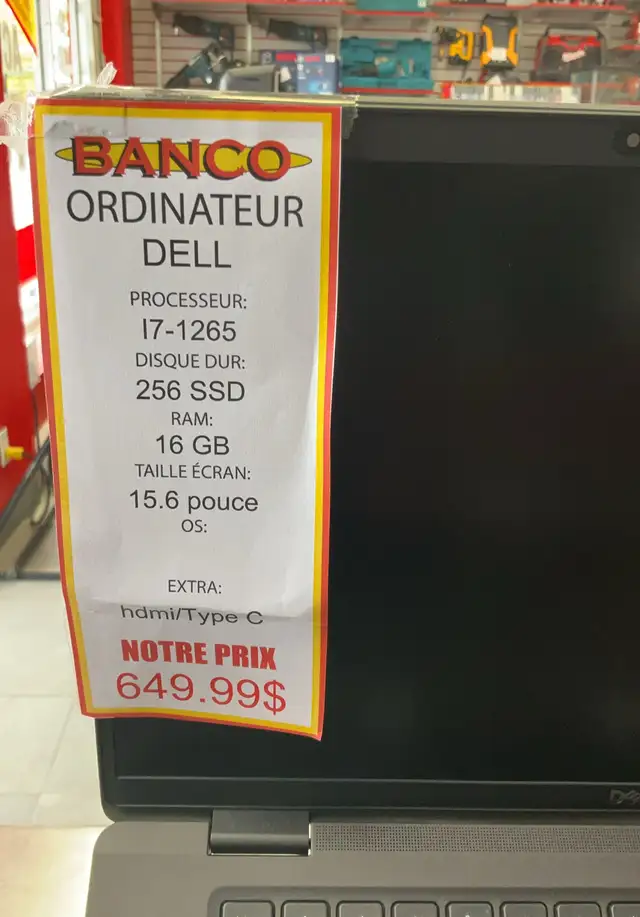 BANCO
ORDINATEUR
DELL
PROCESSEUR:
I7-1265
DISQUE DUR:
256 SSD
RAM:
16 GB
TAILLE ÉCRAN:
15.6 pouce
OS:
EXTRA:
hdmi/Type C
NOTRE PRIX
649.99$